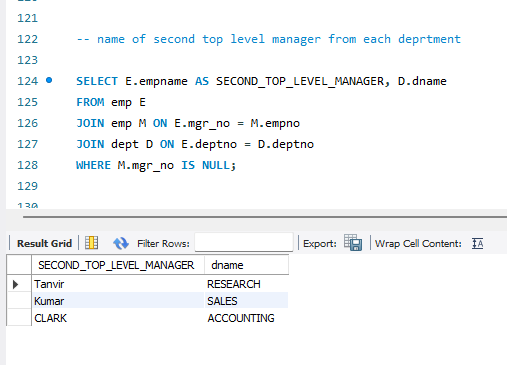 121
122 -- name of second top level manager from each deprtment
123
124 SELECT E.empname AS SECOND_TOP_LEVEL_MANAGER, D.dname
125 FROM emp E
126 JOIN emp M ON E.mgr_no = M.empno
127 JOIN dept D ON E.deptno = D.deptno
128 WHERE M.mgr_no IS NULL;
129
130
Result Grid Filter Rows: Export: Wrap Cell Content:
SECOND_TOP_LEVEL_MANAGER dname
Tanvir RESEARCH
Kumar SALES
CLARK ACCOUNTING